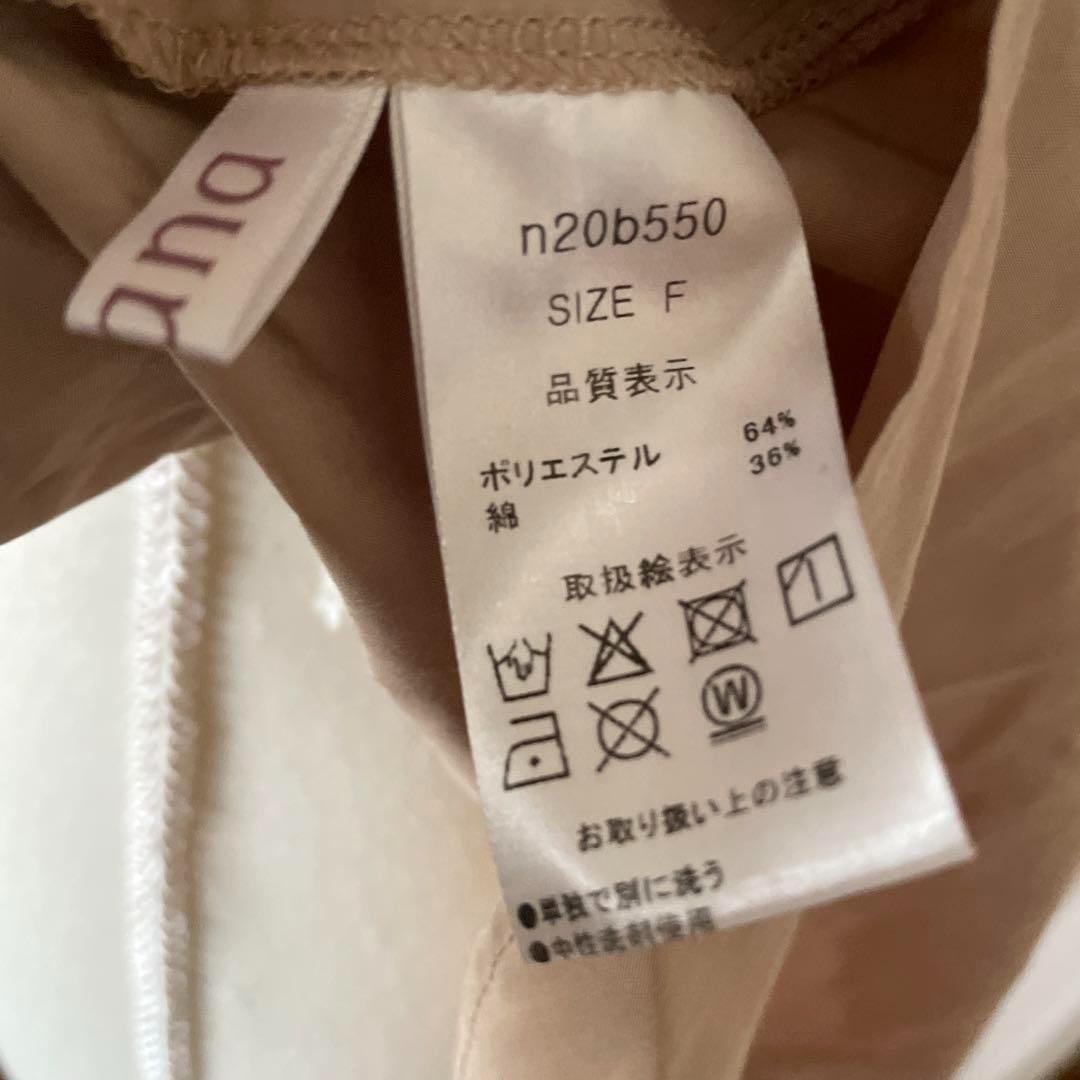 ana
n20b550
SIZE F
品質表示
ポリエステル 64%
綿 36%
取扱絵表示
W
お取り扱い上の注意
●単独で別に洗う
●中性洗剤使用